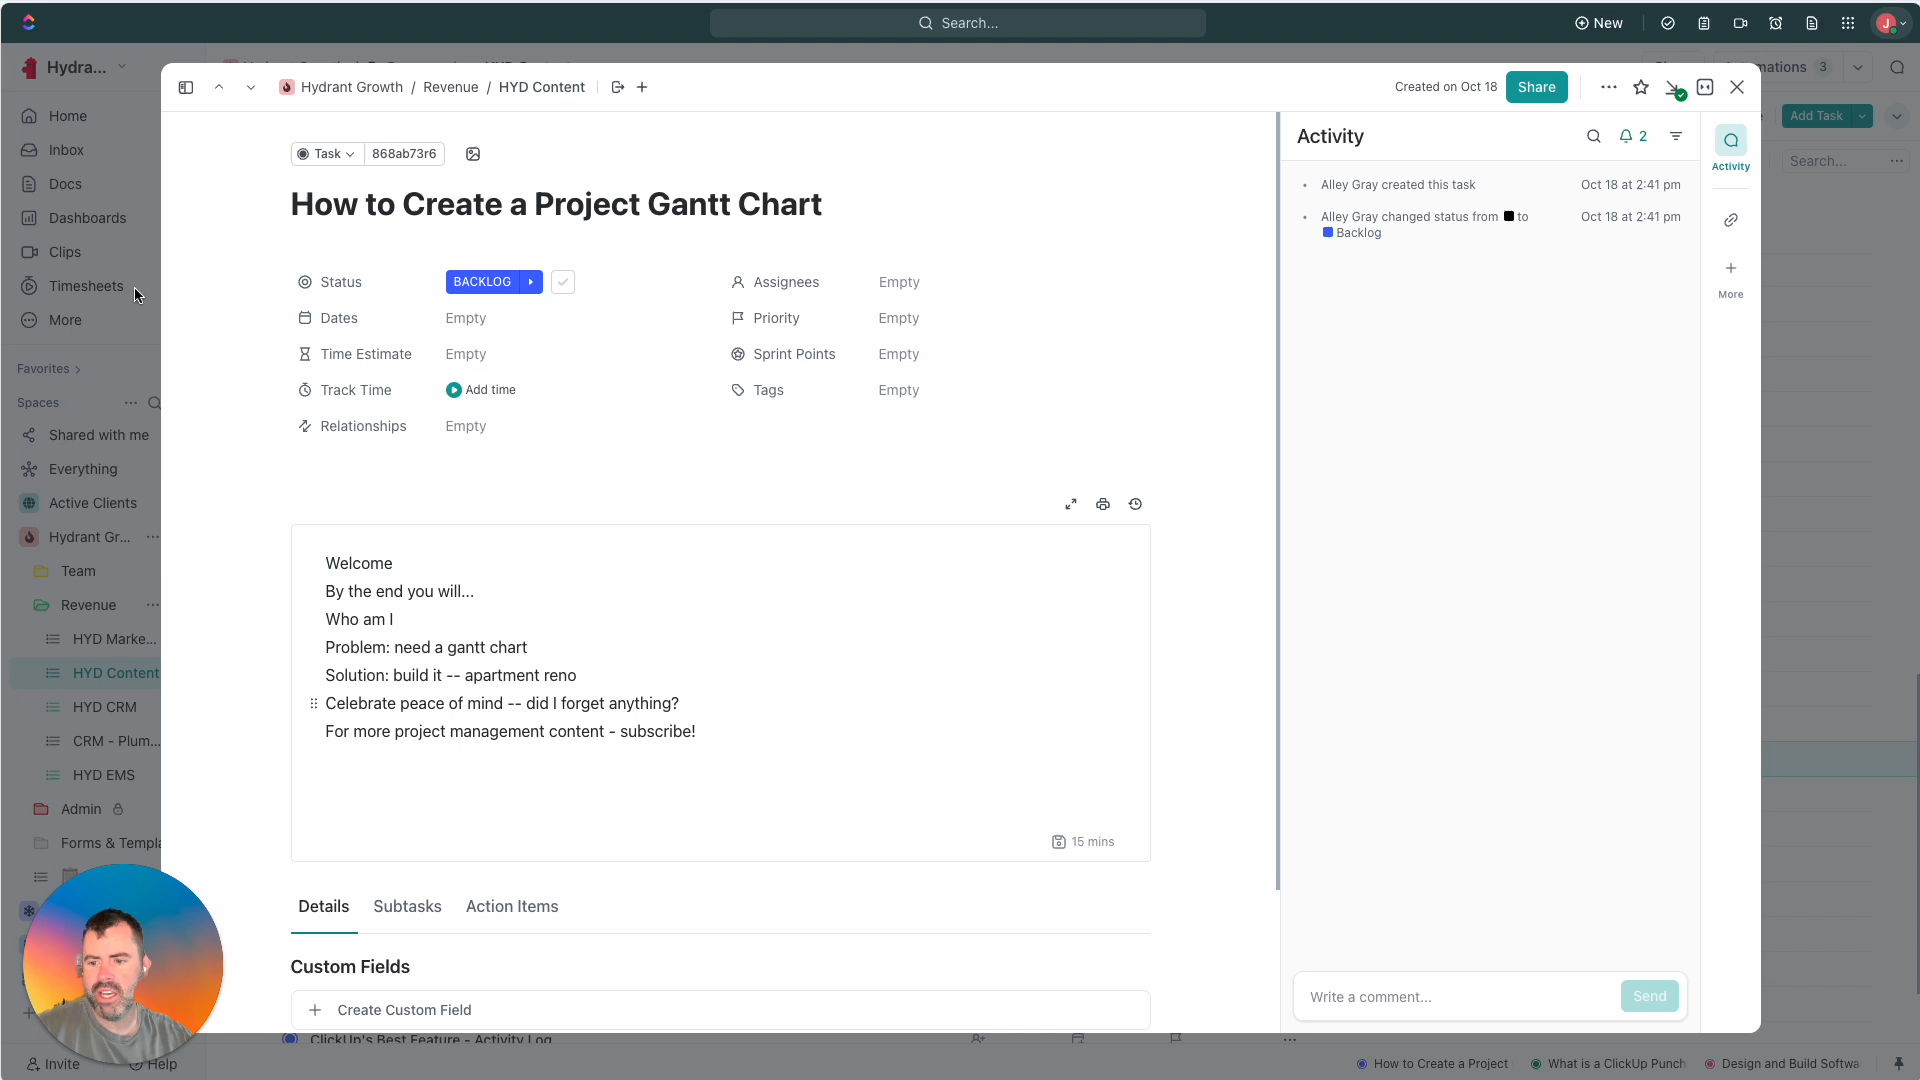 Search...
New
Hydra...
Automations 3
Home
Inbox
Docs
Dashboards
Clips
Timesheets
More
Favorites
Spaces
Shared with me
Everything
Active Clients
Hydrant Gr...
Team
Revenue
HYD Marke...
HYD Content
HYD CRM
CRM - Plum...
HYD EMS
Admin
Forms & Templa
Invite
Help
Hydrant Growth / Revenue / HYD Content
Created on Oct 18
Share
Task
868ab73r6
How to Create a Project Gantt Chart
Status
BACKLOG
Assignees
Empty
Dates
Empty
Priority
Empty
Time Estimate
Empty
Sprint Points
Empty
Track Time
Add time
Tags
Empty
Relationships
Empty
Welcome
By the end you will...
Who am I
Problem: need a gantt chart
Solution: build it -- apartment reno
Celebrate peace of mind -- did I forget anything?
For more project management content - subscribe!
15 mins
Details
Subtasks
Action Items
Custom Fields
Create Custom Field
ClickUp's Best Feature - Activity Log
Activity
2
Alley Gray created this task
Oct 18 at 2:41 pm
Alley Gray changed status from to
Oct 18 at 2:41 pm
Backlog
Write a comment...
Send
Activity
More
Add Task
Search...
J
How to Create a Project
What is a ClickUp Punch
Design and Build Softwa